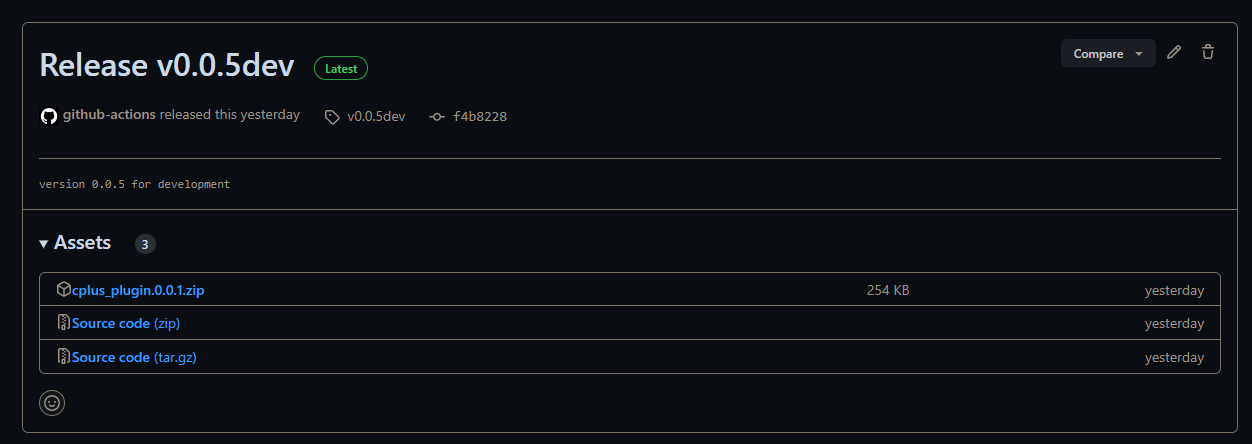 Release v0.0.5dev Latest Compare
github-actions released this yesterday v0.0.5dev f4b8228
version 0.0.5 for development
Assets 3
cplus_plugin.0.0.1.zip 254 KB yesterday
Source code (zip) yesterday
Source code (tar.gz) yesterday